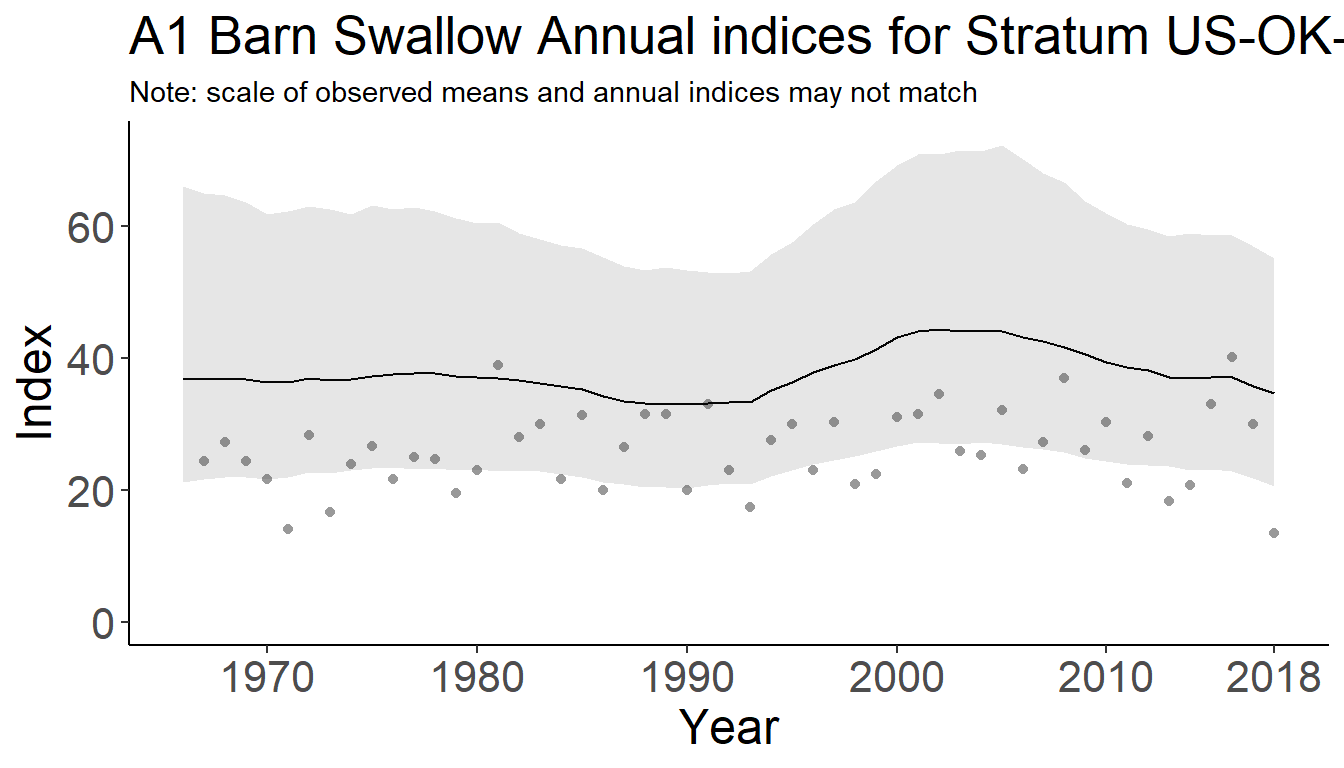 A1 Barn Swallow Annual indices for Stratum US-OK-
Note: scale of observed means and annual indices may not match
60
40
20
0
Index
1970 1980 1990 2000 2010 2018
Year